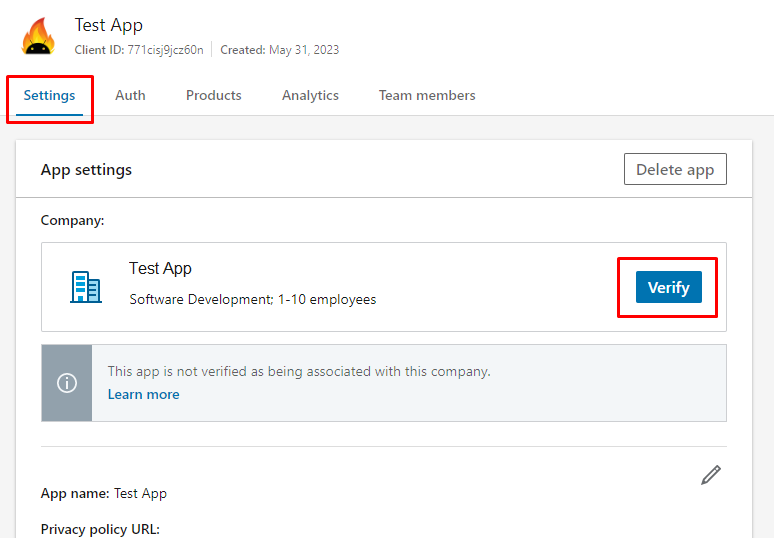 Test App
Client ID: 771cisj9jcz60n Created: May 31, 2023
Settings Auth Products Analytics Team members
App settings Delete app
Company:
Test App
Software Development; 1-10 employees
Verify
This app is not verified as being associated with this company.
Learn more
App name: Test App
Privacy policy URL: